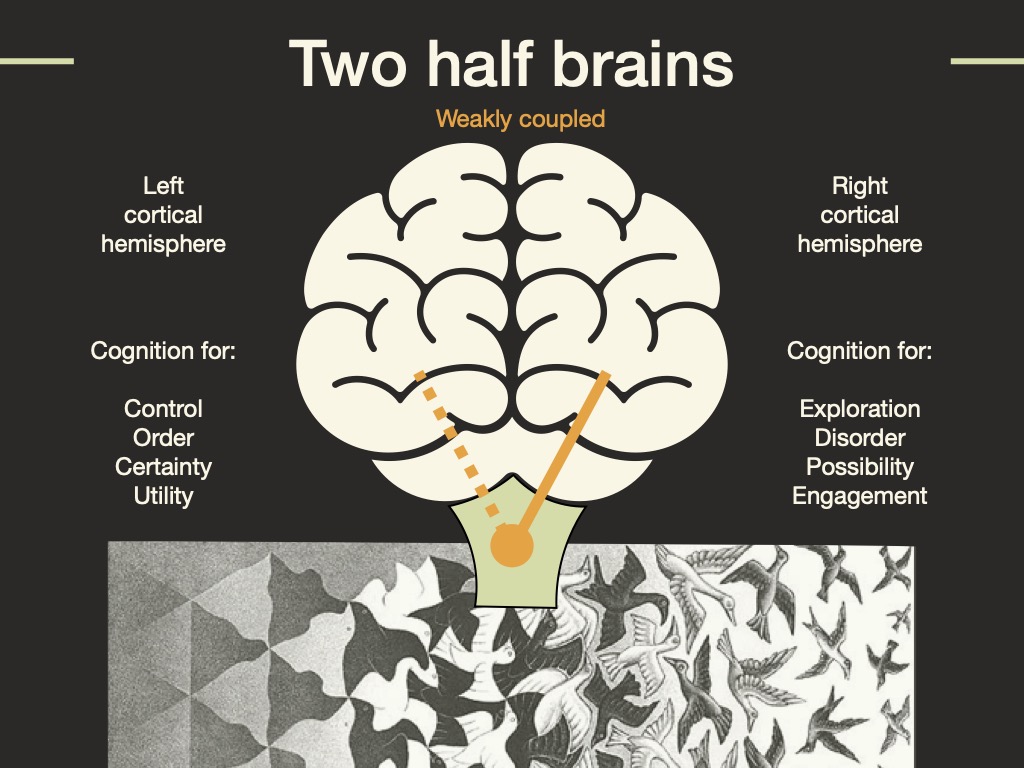 Two half brains
Weakly coupled
Left
cortical
hemisphere
Cognition for:
Control
Order
Certainty
Utility
Right
cortical
hemisphere
Cognition for:
Exploration
Disorder
Possibility
Engagement